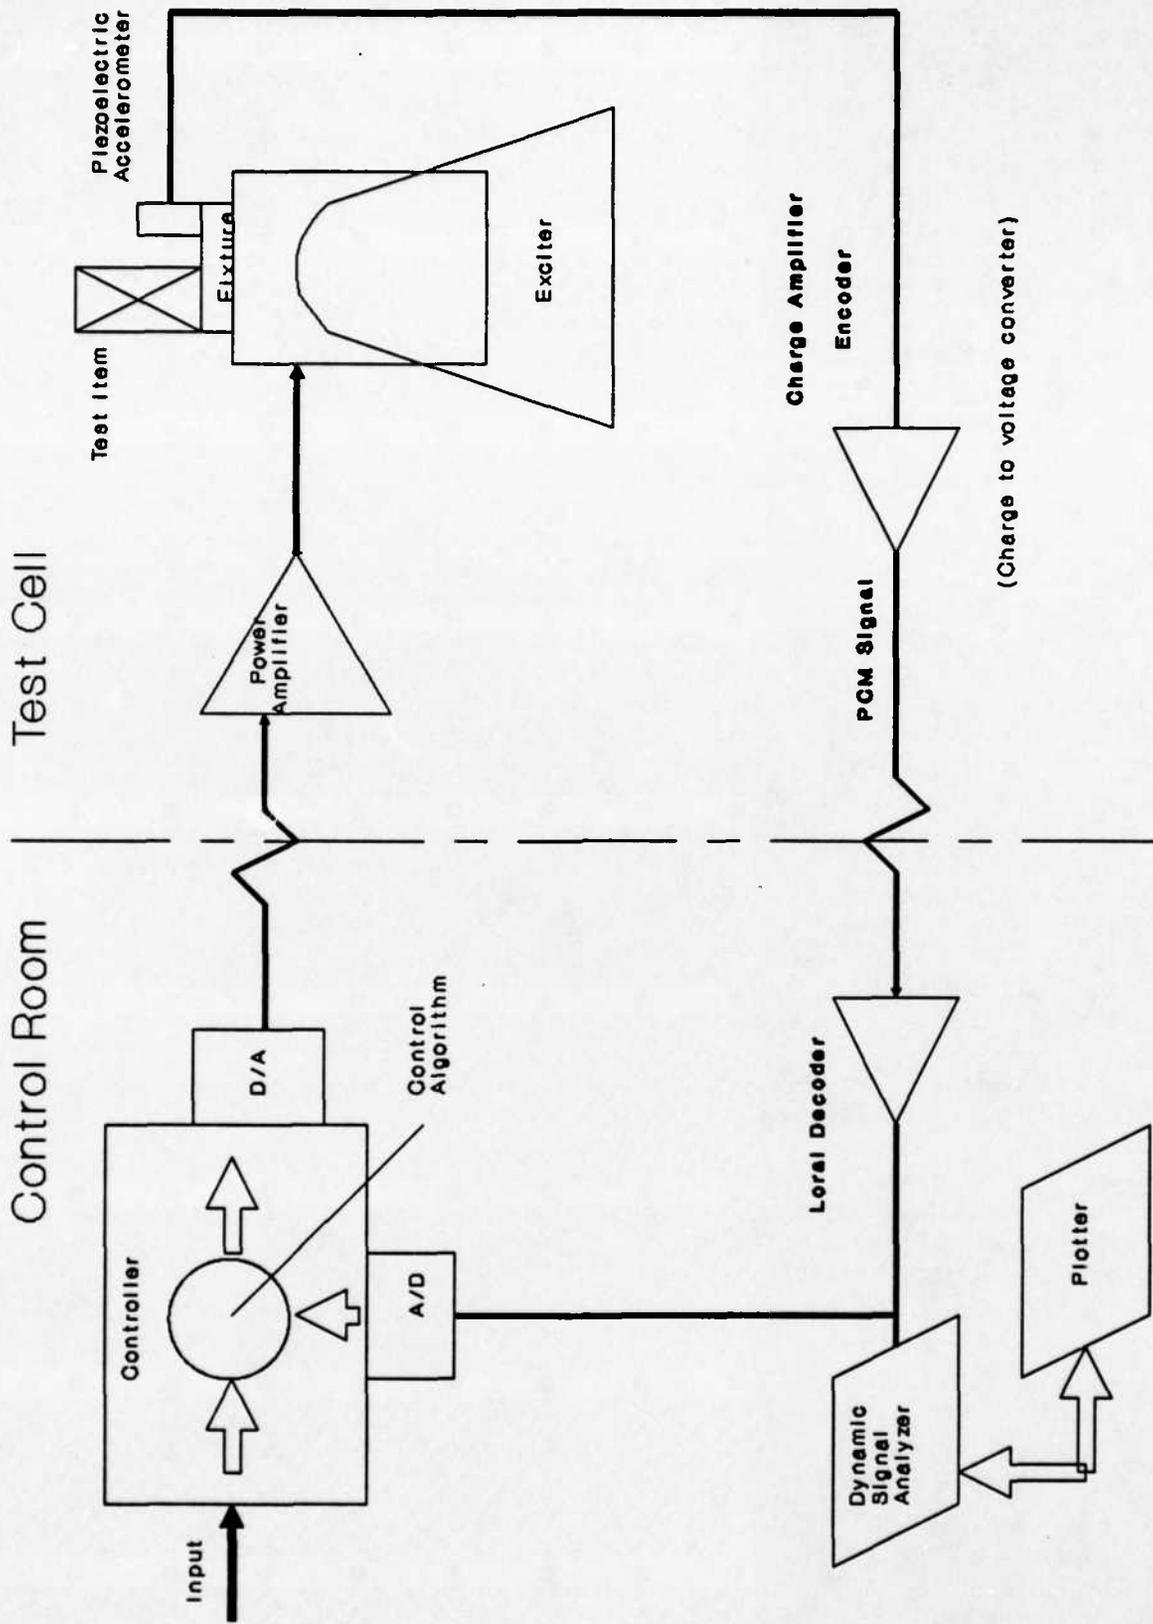 Control Room
Test Cell
Input
Controller
D/A
A/D
Control
Algorithm
Power
Amplifier
Test Item
Fixture
Piezoelectric
Accelerometer
Exciter
Charge Amplifier
Encoder
(Charge to voltage converter)
PCM Signal
Loral Decoder
Dynamic
Signal
Analyzer
Plotter